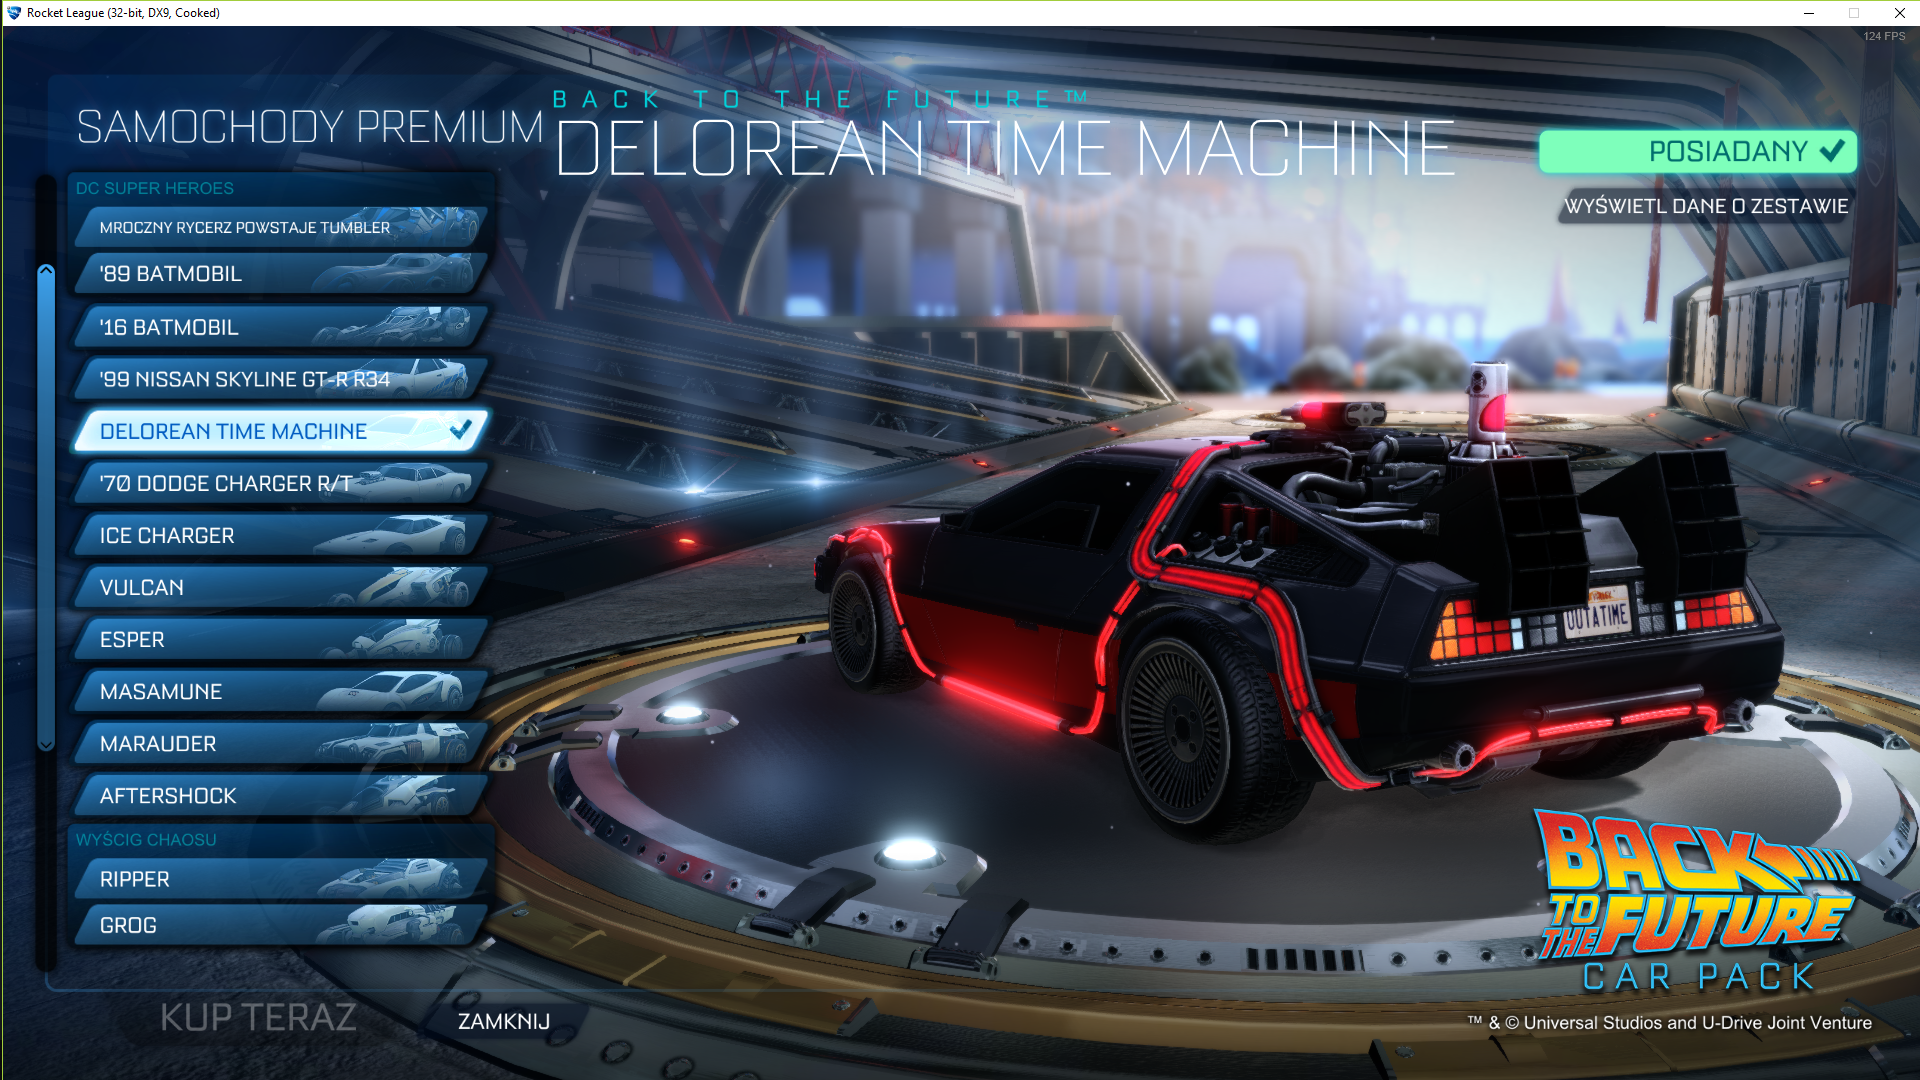 Rocket League (32-bit, DX9, Cooked)
124 FPS
SAMOCHODY PREMIUM
BACK TO THE FUTURE™
DELOREAN TIME MACHINE
POSIADANY
WYŚWIETL DANE O ZESTAWIE
DC SUPER HEROES
MROCZNY RYCERZ POWSTAJE TUMBLER
'89 BATMOBIL
'16 BATMOBIL
'99 NISSAN SKYLINE GT-R R34
DELOREAN TIME MACHINE
'70 DODGE CHARGER R/T
ICE CHARGER
VULCAN
ESPER
MASAMUNE
MARAUDER
AFTERSHOCK
WYŚCIG CHAOSU
RIPPER
GROG
KUP TERAZ
ZAMKNIJ
OUTATIME
BACK
TO
THE FUTURE
CAR PACK
™ & © Universal Studios and U-Drive Joint Venture